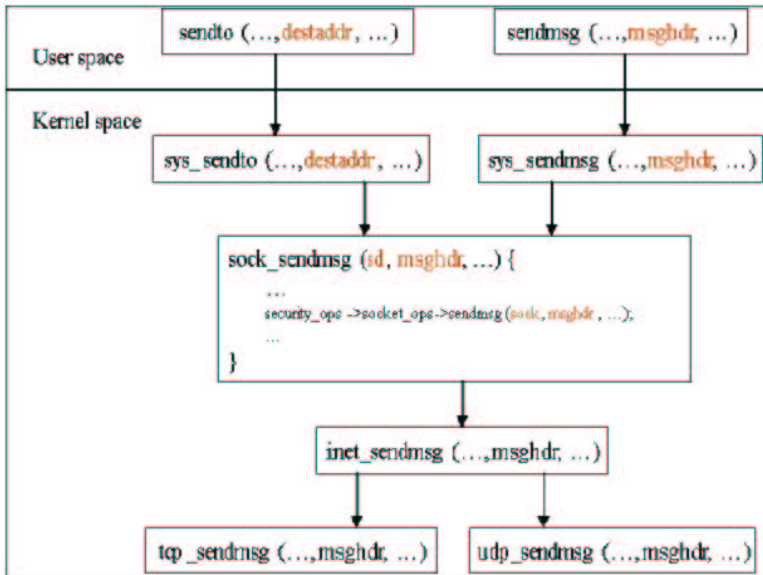 sendto (...,destaddr, ...)
sendmsg (...,msghdr, ...)
User space
Kernel space
sys_sendto (...,destaddr, ...)
sys_sendmsg (...,msghdr, ...)
sock_sendmsg (sd, msghdr, ...) {
...
security_ops ->socket_ops->sendmsg (sock, msghdr , ...);
...
}
inet_sendmsg (...,msghdr, ...)
tcp_sendmsg (...,msghdr, ...)
udp_sendmsg (...,msghdr, ...)